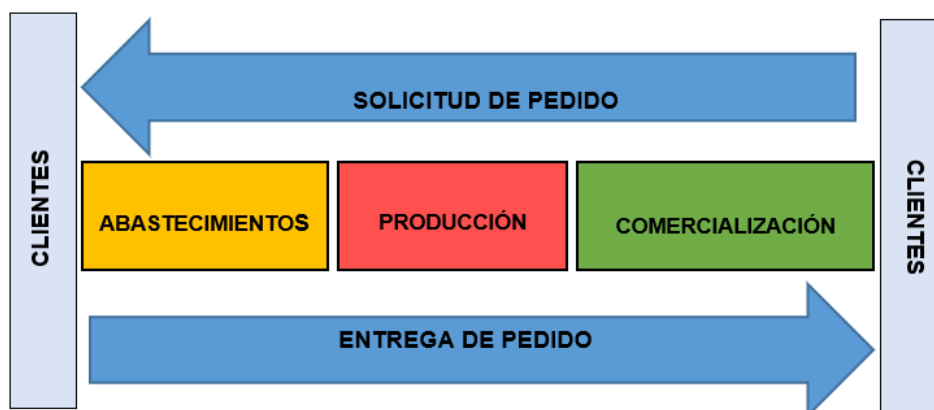 CLIENTES
SOLICITUD DE PEDIDO
ABASTECIMIENTOS
PRODUCCIÓN
COMERCIALIZACIÓN
ENTREGA DE PEDIDO
CLIENTES